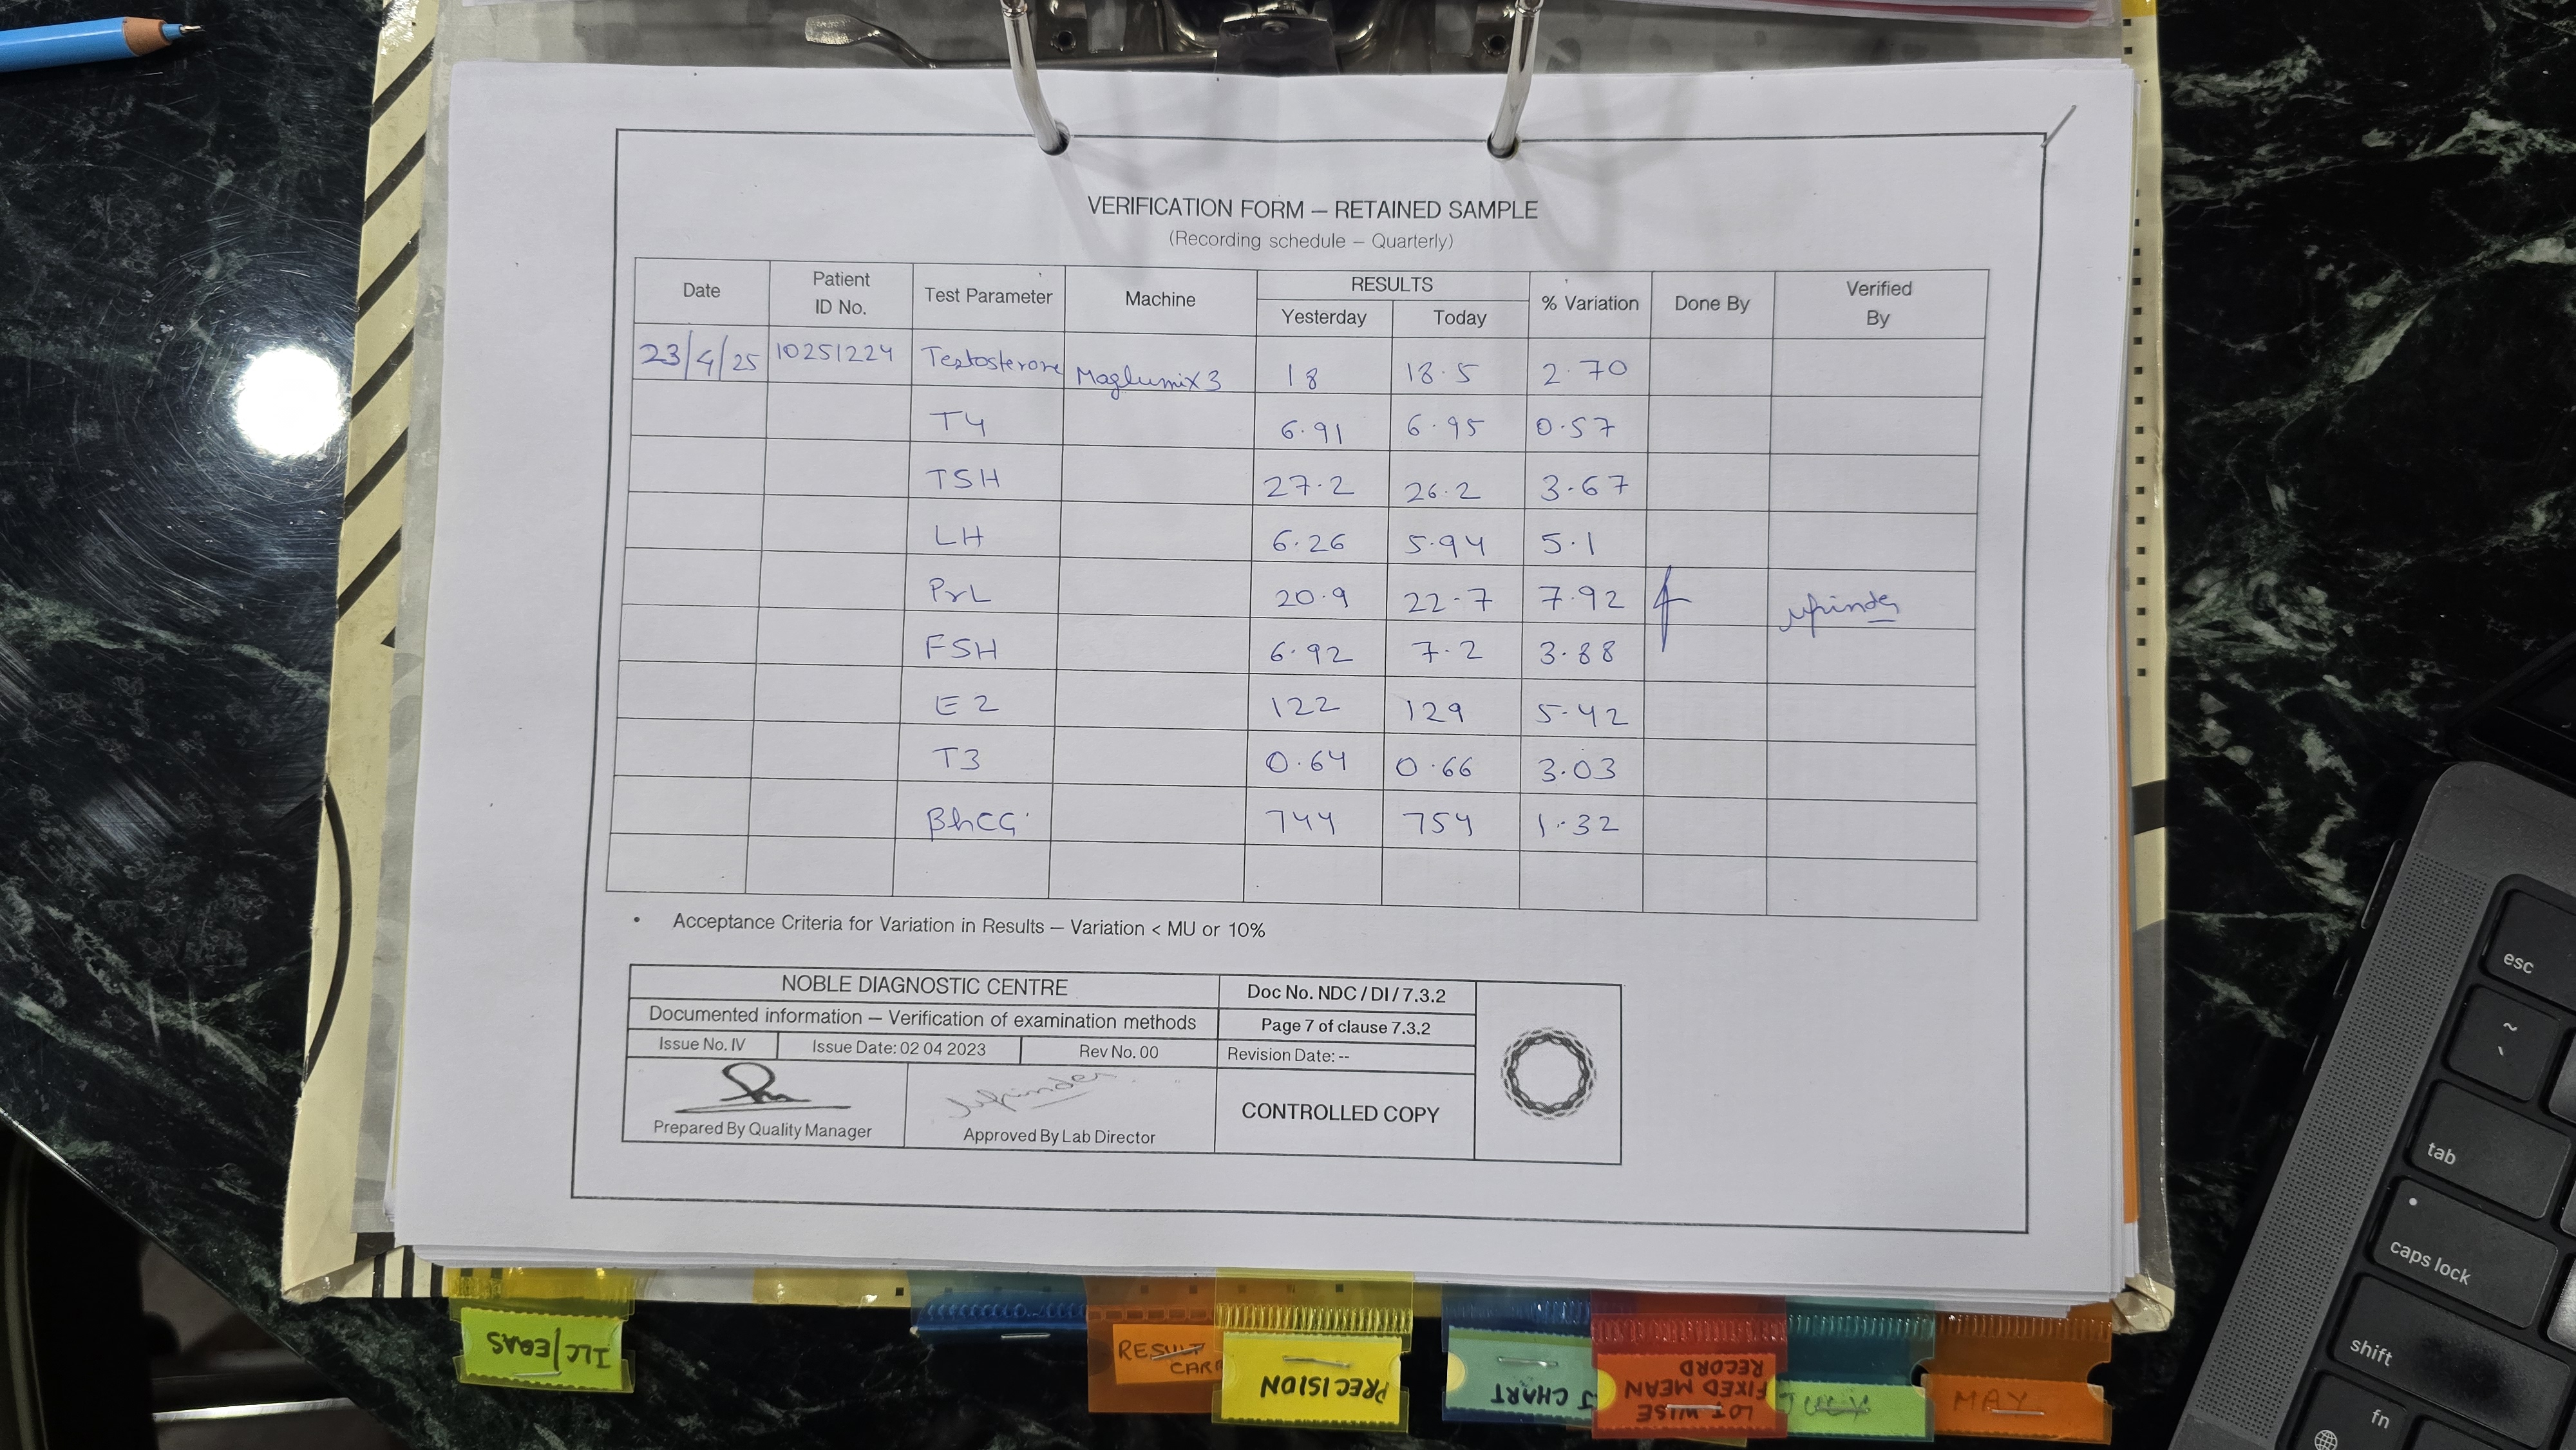 VERIFICATION FORM – RETAINED SAMPLE
(Recording schedule – Quarterly)
Date Patient ID No. Test Parameter Machine RESULTS Yesterday Today % Variation Done By Verified By
23/4/25 10251224 Testosterone Maglumix3 18 18.5 2.70
T4 6.91 6.95 0.57
TSH 27.2 26.2 3.67
LH 6.26 5.94 5.1
PrL 20.9 22.7 7.92
FSH 6.92 7.2 3.88
E2 122 129 5.42
T3 0.64 0.66 3.03
BhCG 744 754 1.32
• Acceptance Criteria for Variation in Results – Variation < MU or 10%
NOBLE DIAGNOSTIC CENTRE Doc No. NDC / DI / 7.3.2
Documented information – Verification of examination methods Page 7 of clause 7.3.2
Issue No. IV Issue Date: 02 04 2023 Rev No. 00 Revision Date: --
Prepared By Quality Manager Approved By Lab Director CONTROLLED COPY
EQAS/ILC
RESULT CARD
PRECISION
J CHART
LOT WISE
FIXED MEAN
RECORD
MAY
esc
~
tab
caps lock
shift
fn